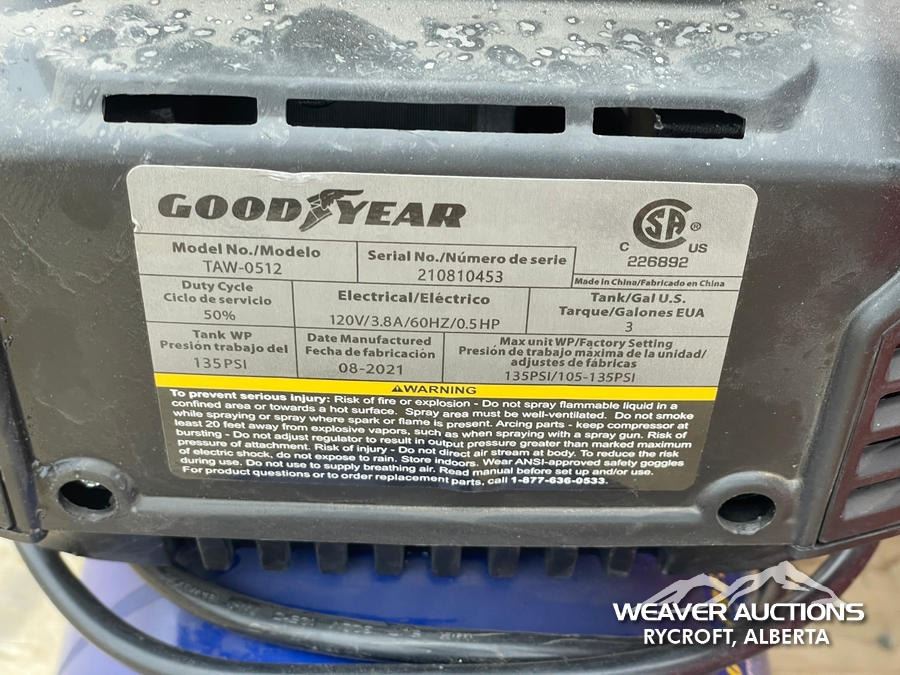 GOOD YEAR
CSA ®
C US
226892
Model No./Modelo
TAW-0512
Serial No./Número de serie
210810453
Made in China/Fabricado en China
Duty Cycle
Ciclo de servicio
50%
Electrical/Eléctrico
120V/3.8A/60HZ/0.5HP
Tank/Gal U.S.
Tarque/Galones EUA
3
Tank WP
Presión trabajo del
135PSI
Date Manufactured
Fecha de fabricación
08-2021
Max unit WP/Factory Setting
Presión de trabajo máxima de la unidad/
adjustes de fábricas
135PSI/105-135PSI
WARNING
To prevent serious injury: Risk of fire or explosion - Do not spray flammable liquid in a
confined area or towards a hot surface. Spray area must be well-ventilated. Do not smoke
while spraying or spray where spark or flame is present. Arcing parts - keep compressor at
least 20 feet away from explosive vapors, such as when spraying with a spray gun. Risk of
bursting - Do not adjust regulator to result in output pressure greater than marked maximum
pressure of attachment. Risk of injury - Do not direct air stream at body. To reduce the risk
of electric shock, do not expose to rain. Store indoors. Wear ANSI-approved safety goggles
during use. Do not use to supply breathing air. Read manual before set up and/or use.
For product questions or to order replacement parts, call 1-877-636-0533.
WEAVER AUCTIONS
RYCROFT, ALBERTA